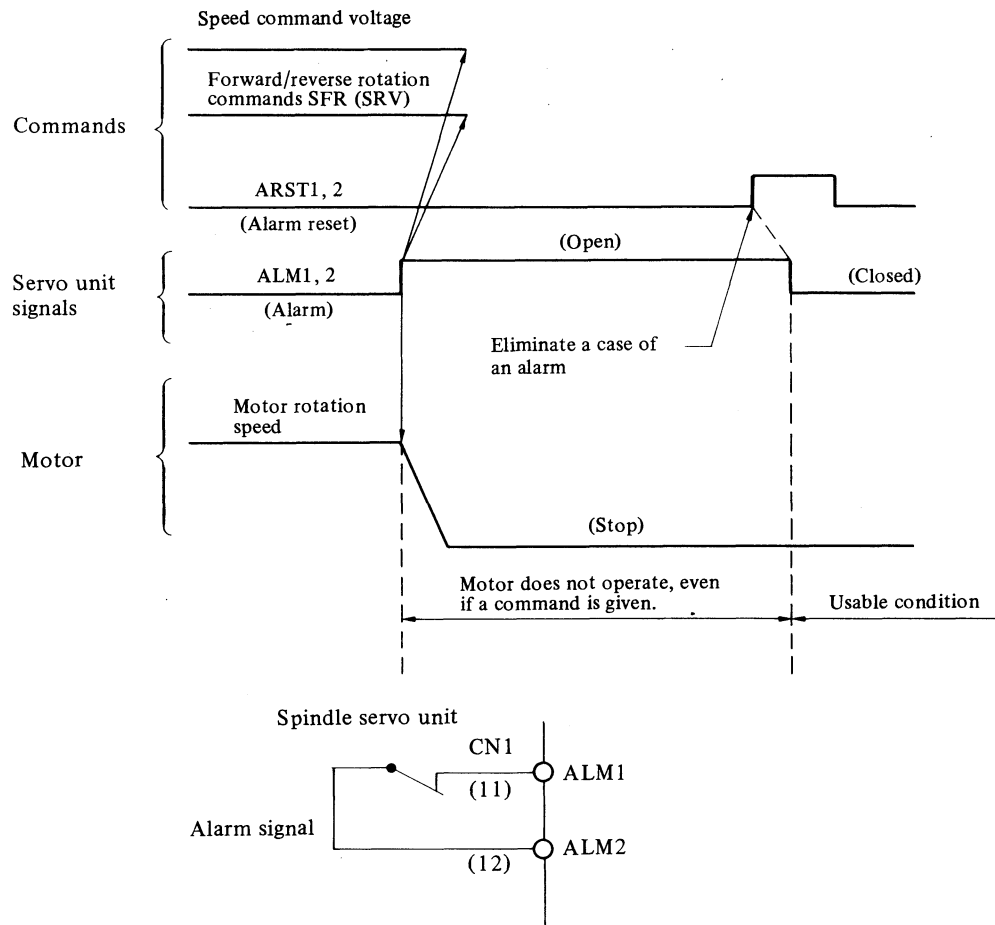 Speed command voltage
Forward/reverse rotation
commands SFR (SRV)
Commands
ARST1, 2
(Alarm reset)
(Open)
Servo unit
signals
ALM1, 2
(Alarm)
(Closed)
Eliminate a case of
an alarm
Motor rotation
speed
Motor
(Stop)
Motor does not operate, even
if a command is given.
Usable condition
Spindle servo unit
CN1
(11)
ALM1
Alarm signal
(12)
ALM2